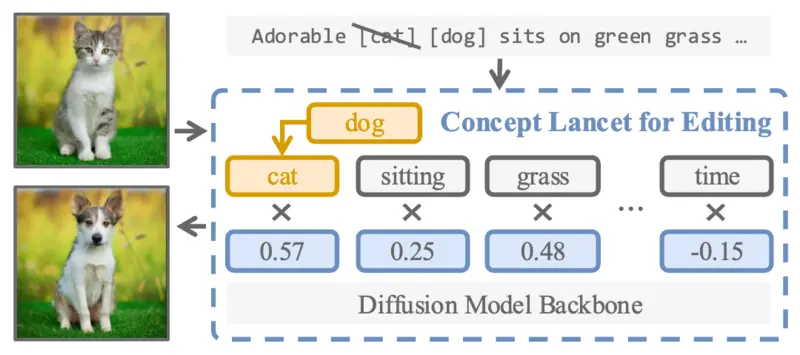 Adorable [cat] [dog] sits on green grass …
Concept Lancet for Editing
dog
cat sitting grass … time
× × × ×
0.57 0.25 0.48 -0.15
Diffusion Model Backbone